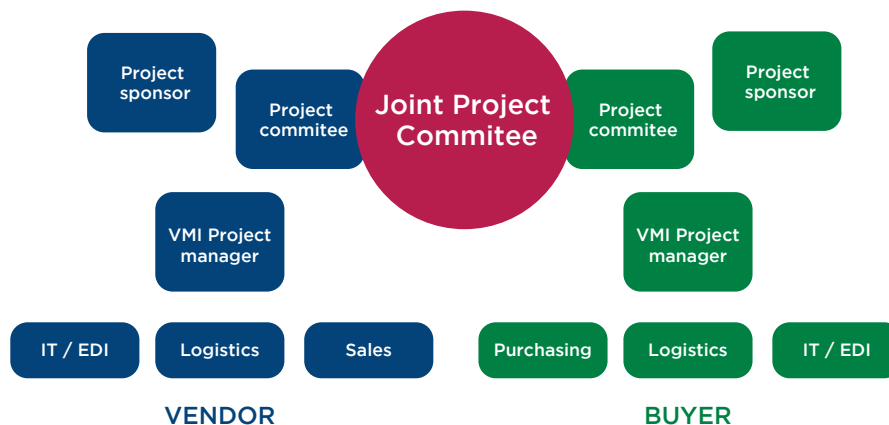 Project
sponsor
Project
commitee
Joint Project
Commitee
Project
commitee
Project
sponsor
VMI Project
manager
VMI Project
manager
IT / EDI
Logistics
Sales
Purchasing
Logistics
IT / EDI
VENDOR
BUYER